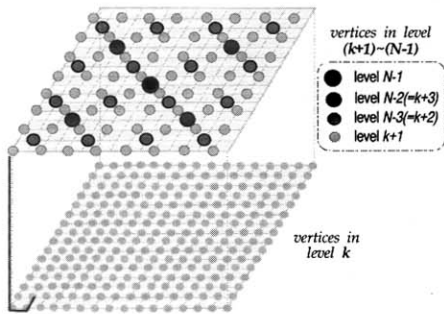 vertices in level
(k+1)~(N-1)
level N-1
level N-2(=k+3)
level N-3(=k+2)
level k+1
vertices in
level k